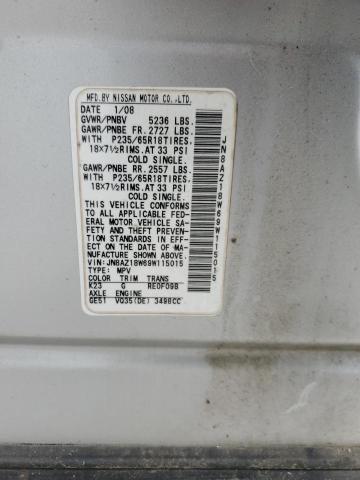 MFD.BY NISSAN MOTOR CO.,LTD.
DATE 1/08
GVWR/PNBV 5236 LBS.
GAWR/PNBE FR. 2727 LBS.
WITH P235/65R18TIRES,
18X7½RIMS.AT 33 PSI
COLD SINGLE.
GAWR/PNBE RR. 2557 LBS.
WITH P235/65R18TIRES,
18X7½RIMS.AT 33 PSI
COLD SINGLE.
THIS VEHICLE CONFORMS
TO ALL APPLICABLE FED-
ERAL MOTOR VEHICLE SA-
FETY AND THEFT PREVEN-
TION STANDARDS IN EFF-
ECT ON THE DATE OF MA-
NUFACTURE SHOWN ABOVE.
VIN:JN8AZ18W69W115015
TYPE: MPV
COLOR TRIM TRANS
K23 G RE0F09B
AXLE ENGINE
GE51 VQ35(DE) 3498CC
JN8AZ18W69W115015